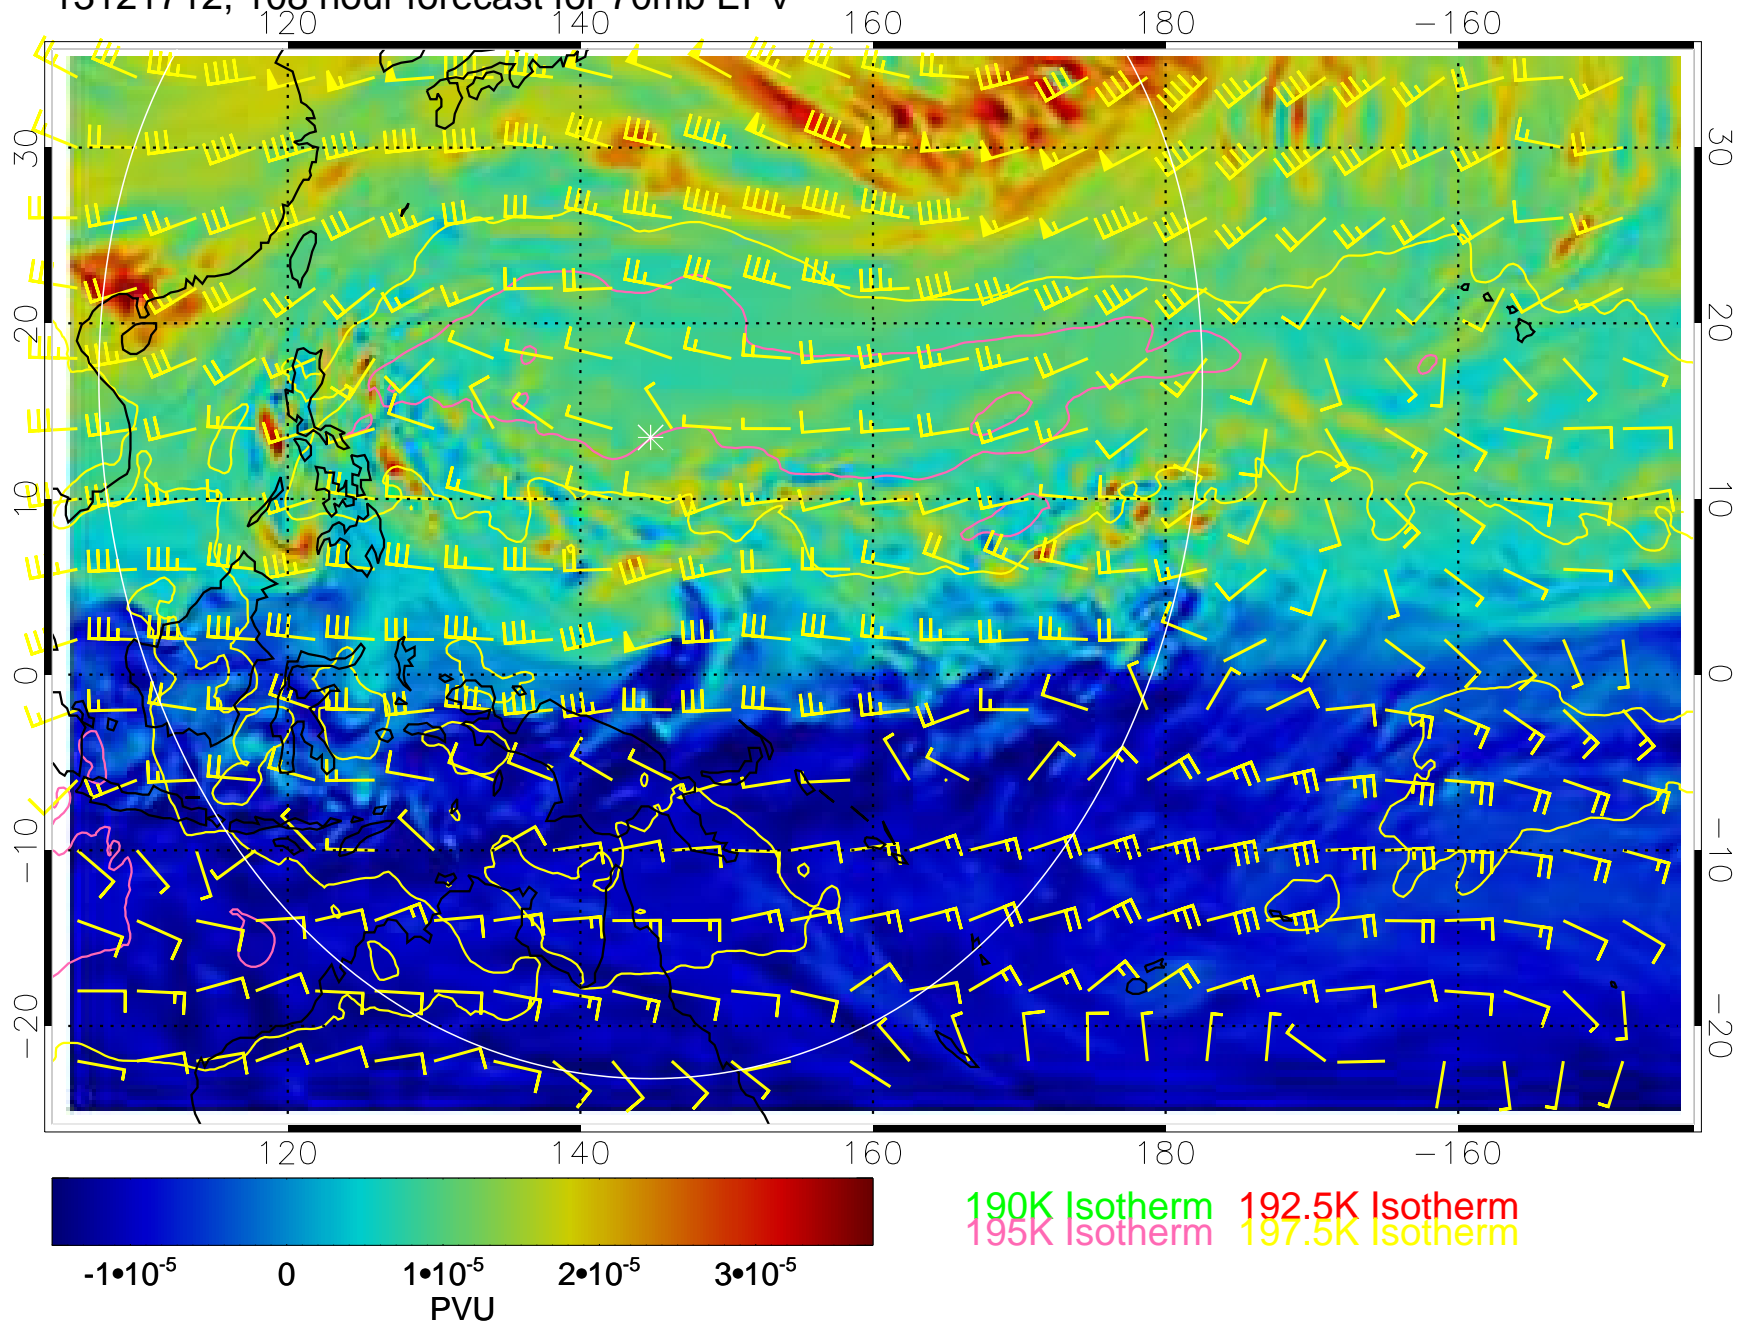 13121712, 108 hour forecast for 70mb EPV
120 140 160 180 −160
30 30
20 20
10 10
0 0
−10 −10
−20 −20
120 140 160 180 −160
-1•10-5 0 1•10-5 2•10-5 3•10-5
PVU
190K Isotherm 192.5K Isotherm
195K Isotherm 197.5K Isotherm